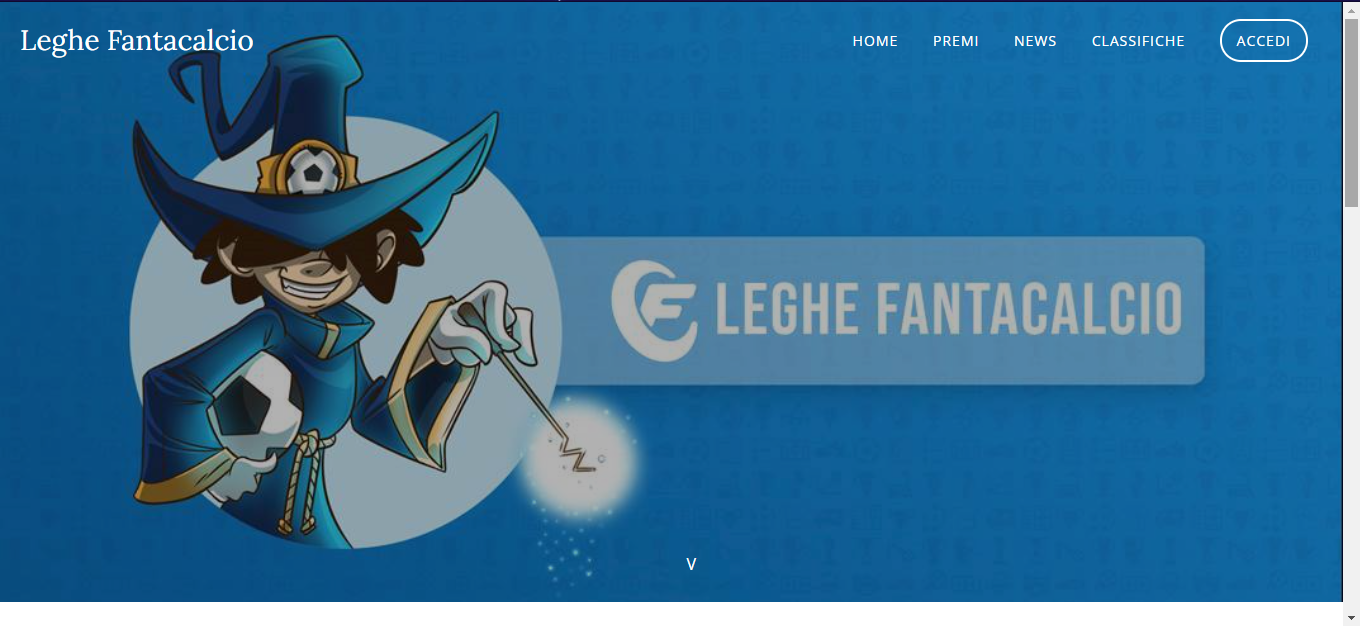 Leghe Fantacalcio
HOME PREMI NEWS CLASSIFICHE ACCEDI
LEGHE FANTACALCIO
V